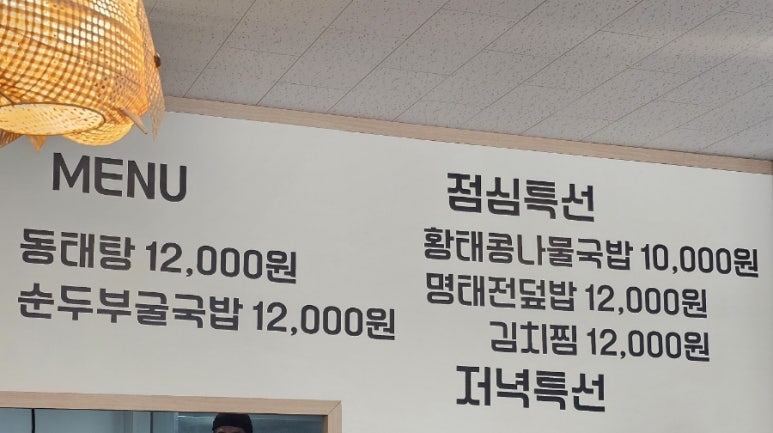 MENU
동태탕 12,000원
순두부굴국밥 12,000원
점심특선
황태콩나물국밥 10,000원
명태전덮밥 12,000원
김치찜 12,000원
저녁특선